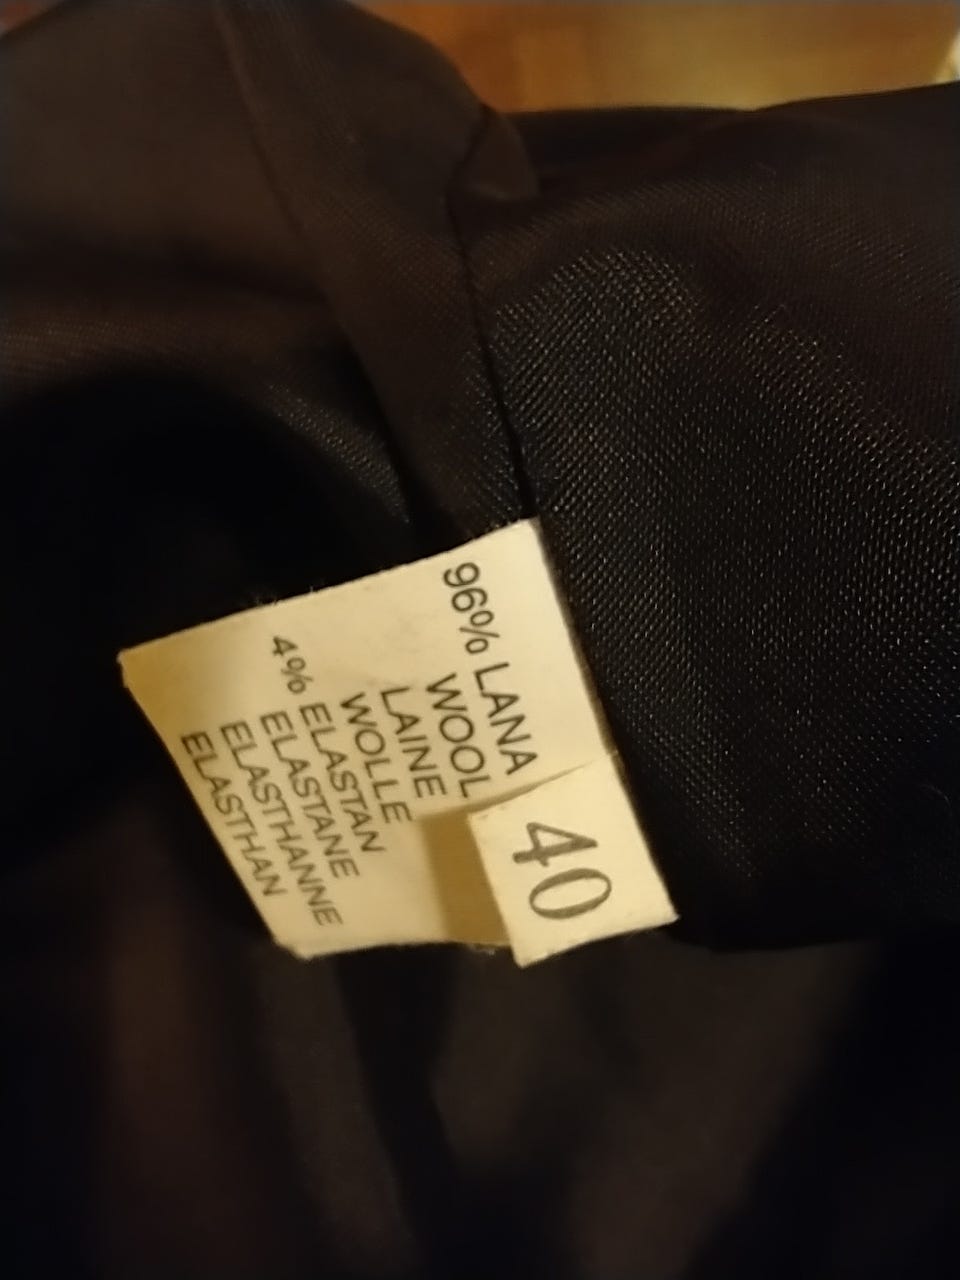 96% LANA
WOOL
LAINE
WOLLE
4% ELASTAN
ELASTANE
ELASTHANNE
ELASTHAN
40